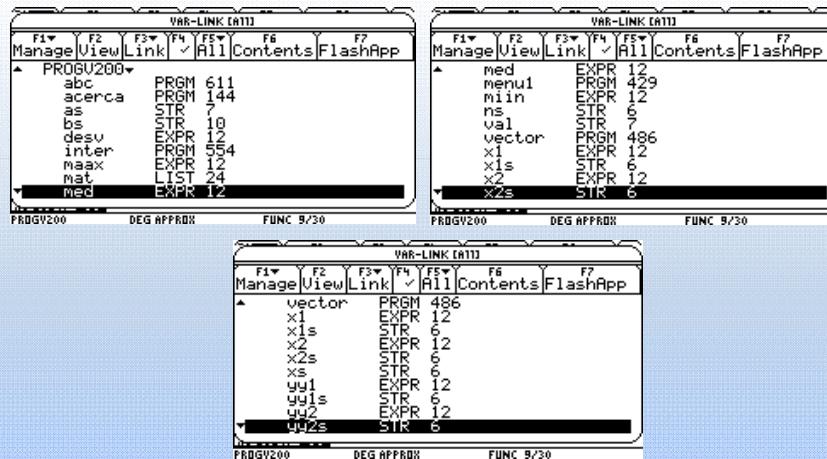 VAR-LINK [All]
F1▾ F2 F3▾ F4 F5▾ F6 F7
Manage View Link ✓ All Contents FlashApp
PROGV200▾
abc PRGM 611
acerca PRGM 144
as STR 7
bs STR 10
desv EXPR 12
inter PRGM 554
maax EXPR 12
mat LIST 24
med EXPR 12
PROGV200 DEG APPROX FUNC 9/30
VAR-LINK [All]
F1▾ F2 F3▾ F4 F5▾ F6 F7
Manage View Link ✓ All Contents FlashApp
med EXPR 12
menu1 PRGM 429
miin EXPR 12
ns STR 6
val STR 7
vector PRGM 486
x1 EXPR 12
x1s STR 6
x2 EXPR 12
x2s STR 6
PROGV200 DEG APPROX FUNC 9/30
VAR-LINK [All]
F1▾ F2 F3▾ F4 F5▾ F6 F7
Manage View Link ✓ All Contents FlashApp
vector PRGM 486
x1 EXPR 12
x1s STR 6
x2 EXPR 12
x2s STR 6
xs STR 6
yy1 EXPR 12
yy1s STR 6
yy2 EXPR 12
yy2s STR 6
PROGV200 DEG APPROX FUNC 9/30